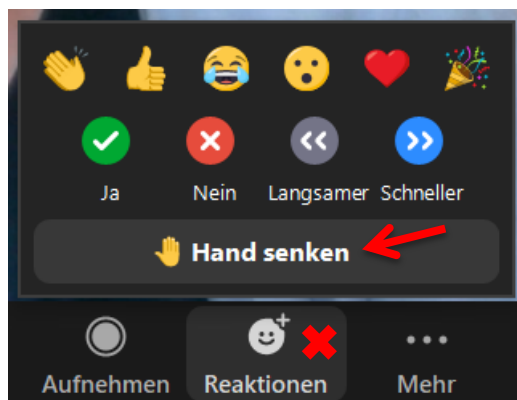 Ja Nein Langsamer Schneller
Hand senken
Aufnehmen Reaktionen Mehr